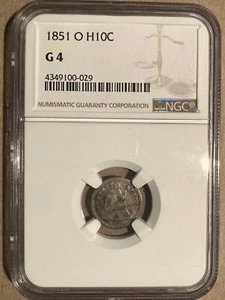 1851 O H10C
G 4
4349100-029
NUMISMATIC GUARANTY CORPORATION
NGC